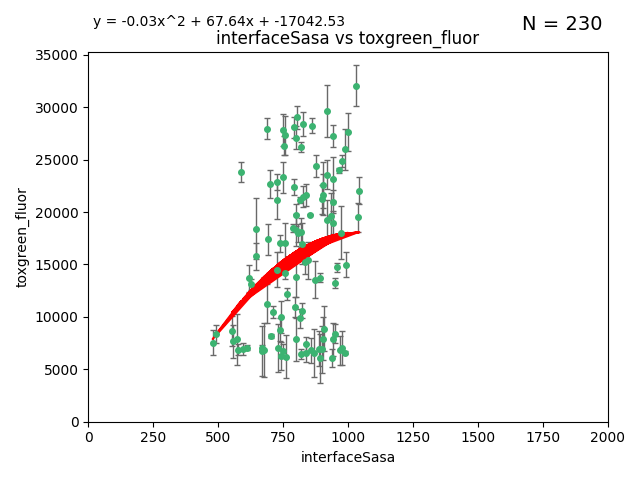 y = -0.03x^2 + 67.64x + -17042.53
N = 230
interfaceSasa vs toxgreen_fluor
35000
30000
25000
20000
15000
10000
5000
0
toxgreen_fluor
0 250 500 750 1000 1250 1500 1750 2000
interfaceSasa